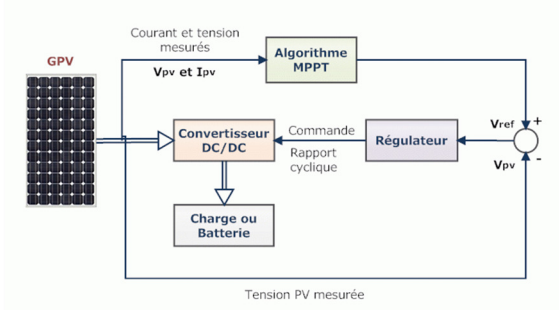 Courant et tension
mesurés
GPV
Vpv et Ipv
Algorithme
MPPT
Vref
+
Convertisseur
DC/DC
Commande
Rapport
cyclique
Régulateur
Vpv
-
Charge ou
Batterie
Tension PV mesurée